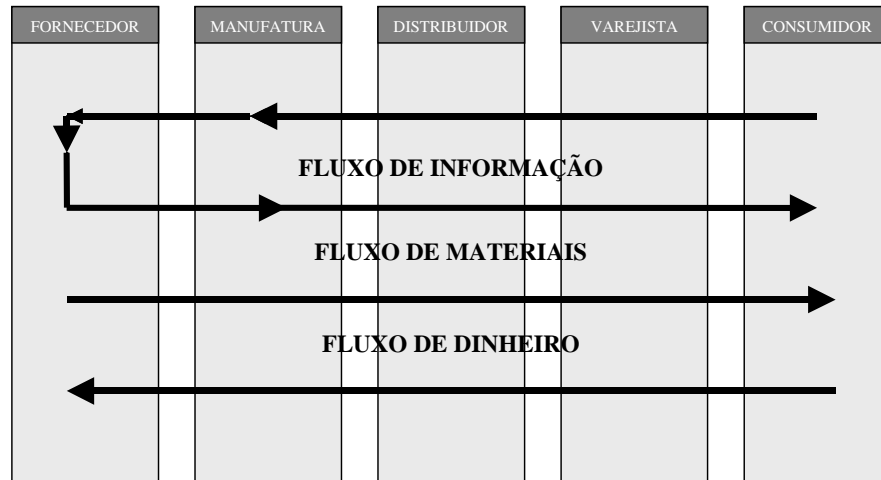 FORNECEDOR
MANUFATURA
DISTRIBUIDOR
VAREJISTA
CONSUMIDOR
FLUXO DE INFORMAÇÃO
FLUXO DE MATERIAIS
FLUXO DE DINHEIRO